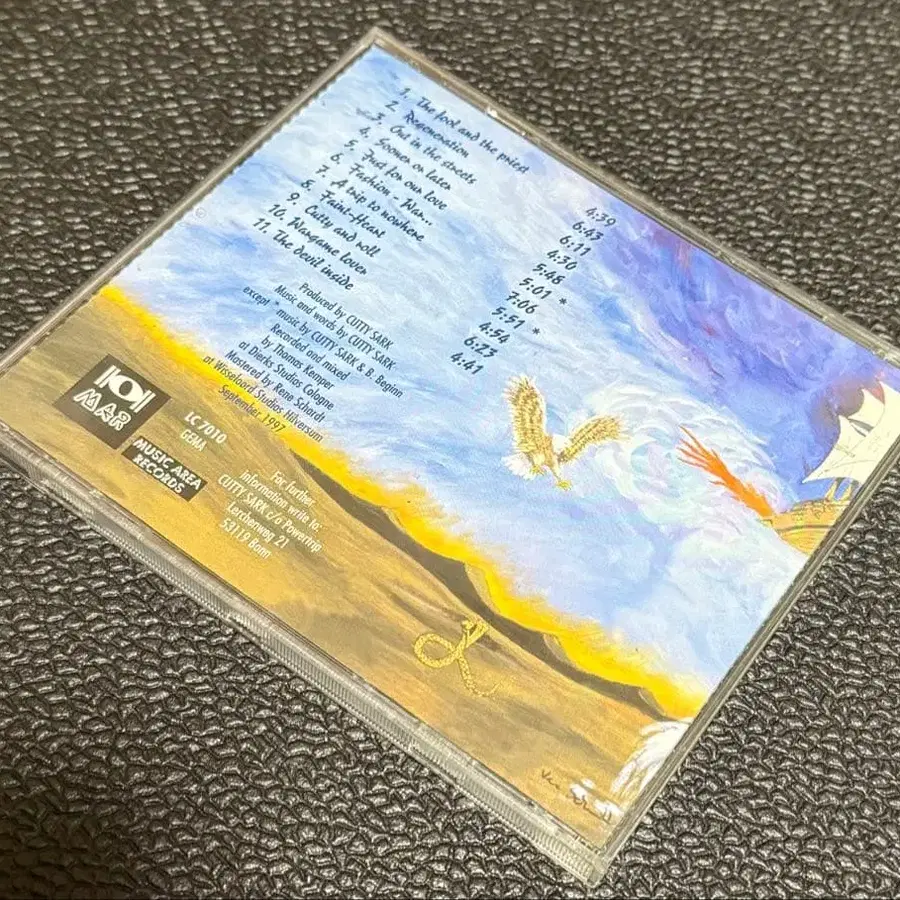 1. The fool and the priest 4:39
2. Regeneration 6:43
3. Out in the streets 6:11
4. Sooner or later 4:30
5. Just for our love 5:48
6. Fashion - War... 5:01 *
7. A trip to nowhere 7:06
8. Faint-Heart 5:51 *
9. Cutty and roll 4:54
10. Wargame lover 6:23
11. The devil inside 4:41
Produced by CUTTY SARK
Music and words by CUTTY SARK
except * music by CUTTY SARK & B. Beginn
Recorded and mixed
by Thomas Kemper
at Dierks Studios Cologne
Mastered by Rene Schardt
at Wisseloord Studios Hilversum
September 1997
MAR
MUSIC AREA
RECORDS
LC 7010
GEMA
For further
information write to:
CUTTY SARK c/o Powertrip
Lercherweg 21
53119 Bonn